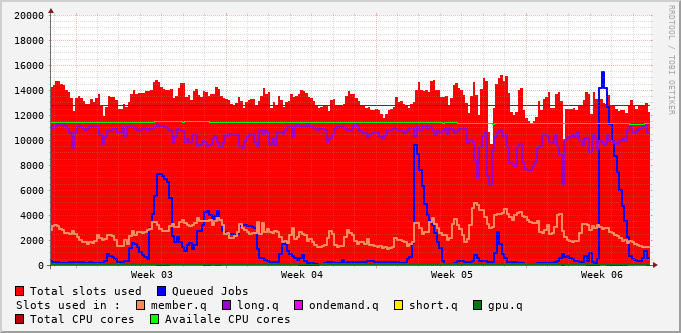 20000
18000
16000
14000
12000
10000
8000
6000
4000
2000
0
Week 03 Week 04 Week 05 Week 06
Total slots used Queued Jobs
Slots used in : member.q long.q ondemand.q short.q gpu.q
Total CPU cores Availale CPU cores
RRDTOOL / TOBI OETIKER